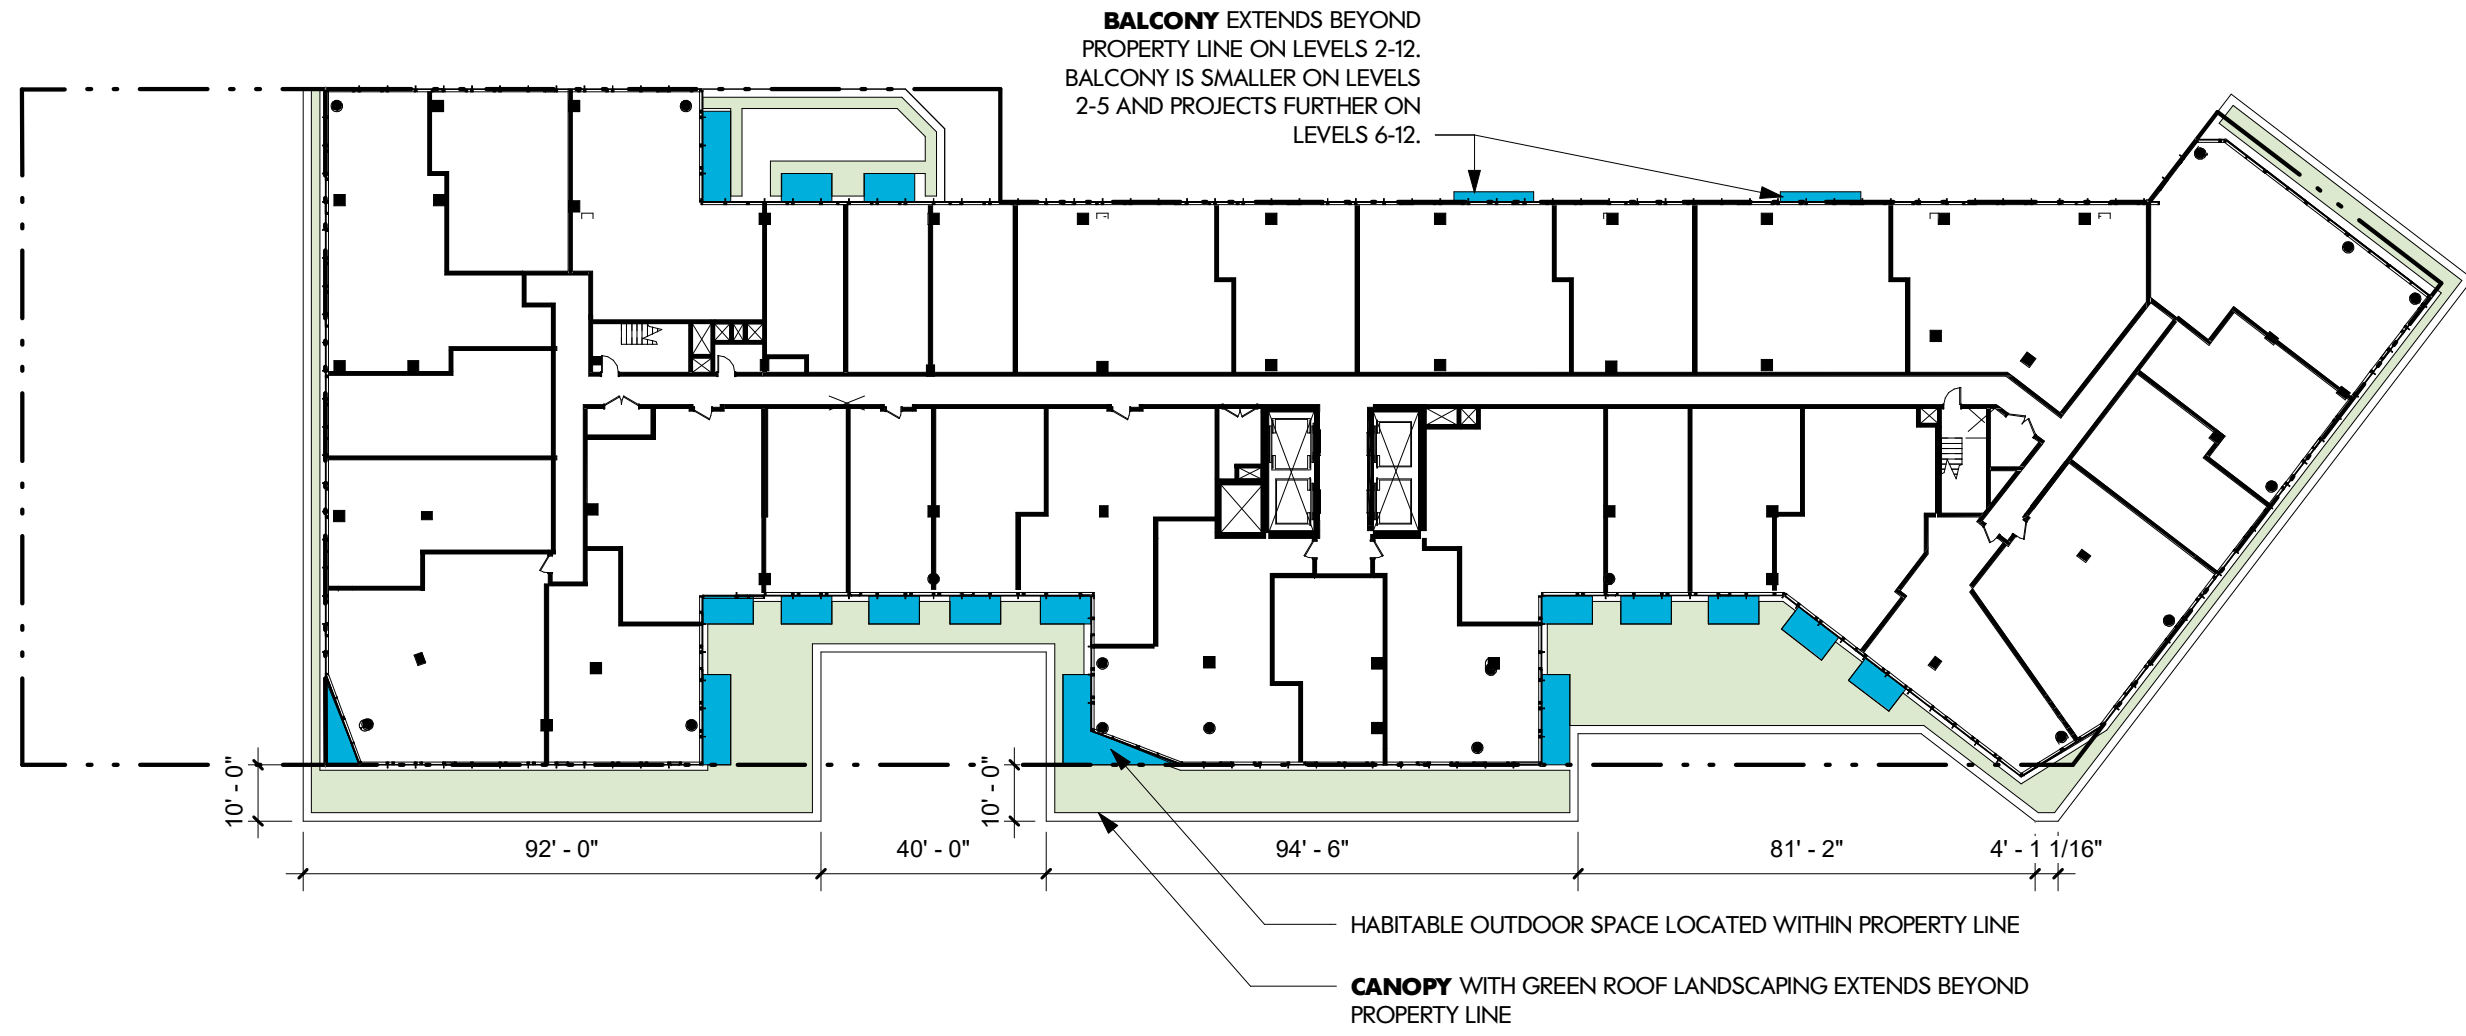 BALCONY EXTENDS BEYOND
PROPERTY LINE ON LEVELS 2-12.
BALCONY IS SMALLER ON LEVELS
2-5 AND PROJECTS FURTHER ON
LEVELS 6-12.
10' - 0"
10' - 0"
92' - 0"
40' - 0"
94' - 6"
81' - 2"
4' - 1 1/16"
HABITABLE OUTDOOR SPACE LOCATED WITHIN PROPERTY LINE
CANOPY WITH GREEN ROOF LANDSCAPING EXTENDS BEYOND
PROPERTY LINE